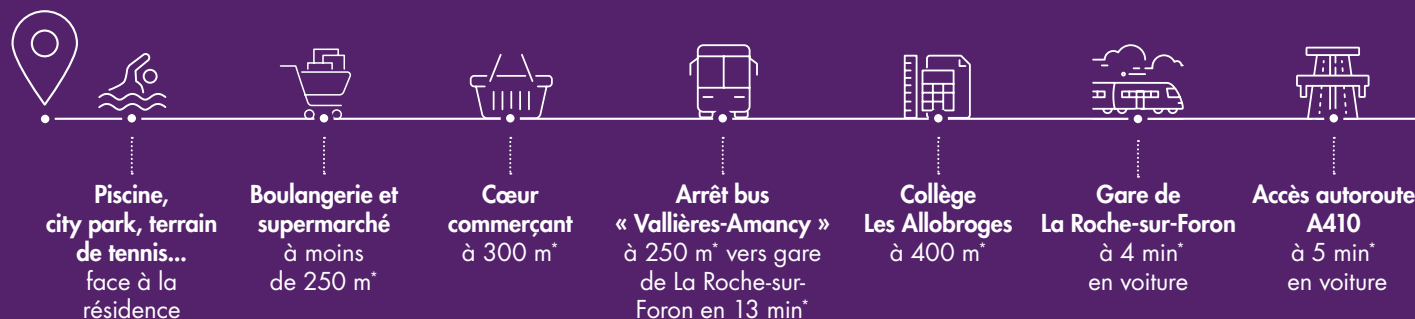 Piscine,
city park, terrain
de tennis...
face à la
résidence
Boulangerie et
supermarché
à moins
de 250 m*
Cœur
commerçant
à 300 m*
Arrêt bus
« Vallières-Amancy »
à 250 m* vers gare
de La Roche-sur-
Foron en 13 min*
Collège
Les Allobroges
à 400 m*
Gare de
La Roche-sur-Foron
à 4 min*
en voiture
Accès autoroute
A410
à 5 min*
en voiture